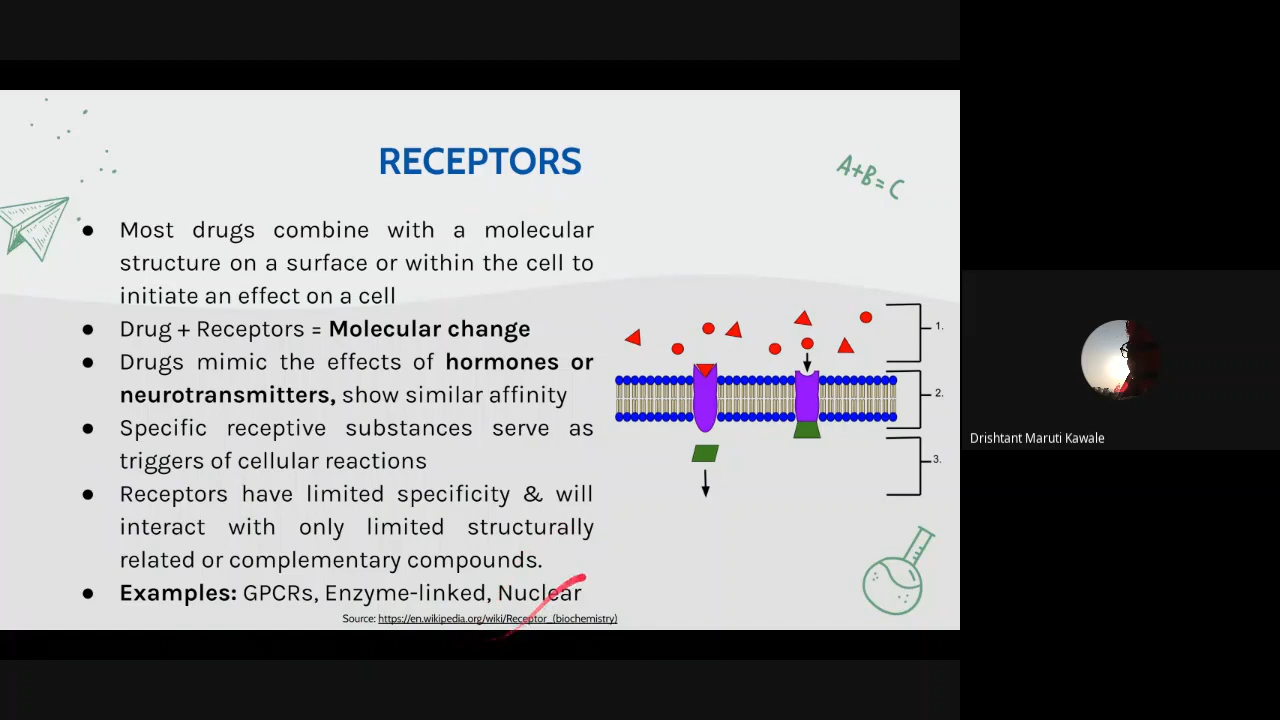 RECEPTORS
A+B=C
● Most drugs combine with a molecular
structure on a surface or within the cell to
initiate an effect on a cell
● Drug + Receptors = Molecular change
● Drugs mimic the effects of hormones or
neurotransmitters, show similar affinity
● Specific receptive substances serve as
triggers of cellular reactions
● Receptors have limited specificity & will
interact with only limited structurally
related or complementary compounds.
● Examples: GPCRs, Enzyme-linked, Nuclear
Source: https://en.wikipedia.org/wiki/Receptor_(biochemistry)
1.
2.
3.
Drishtant Maruti Kawale